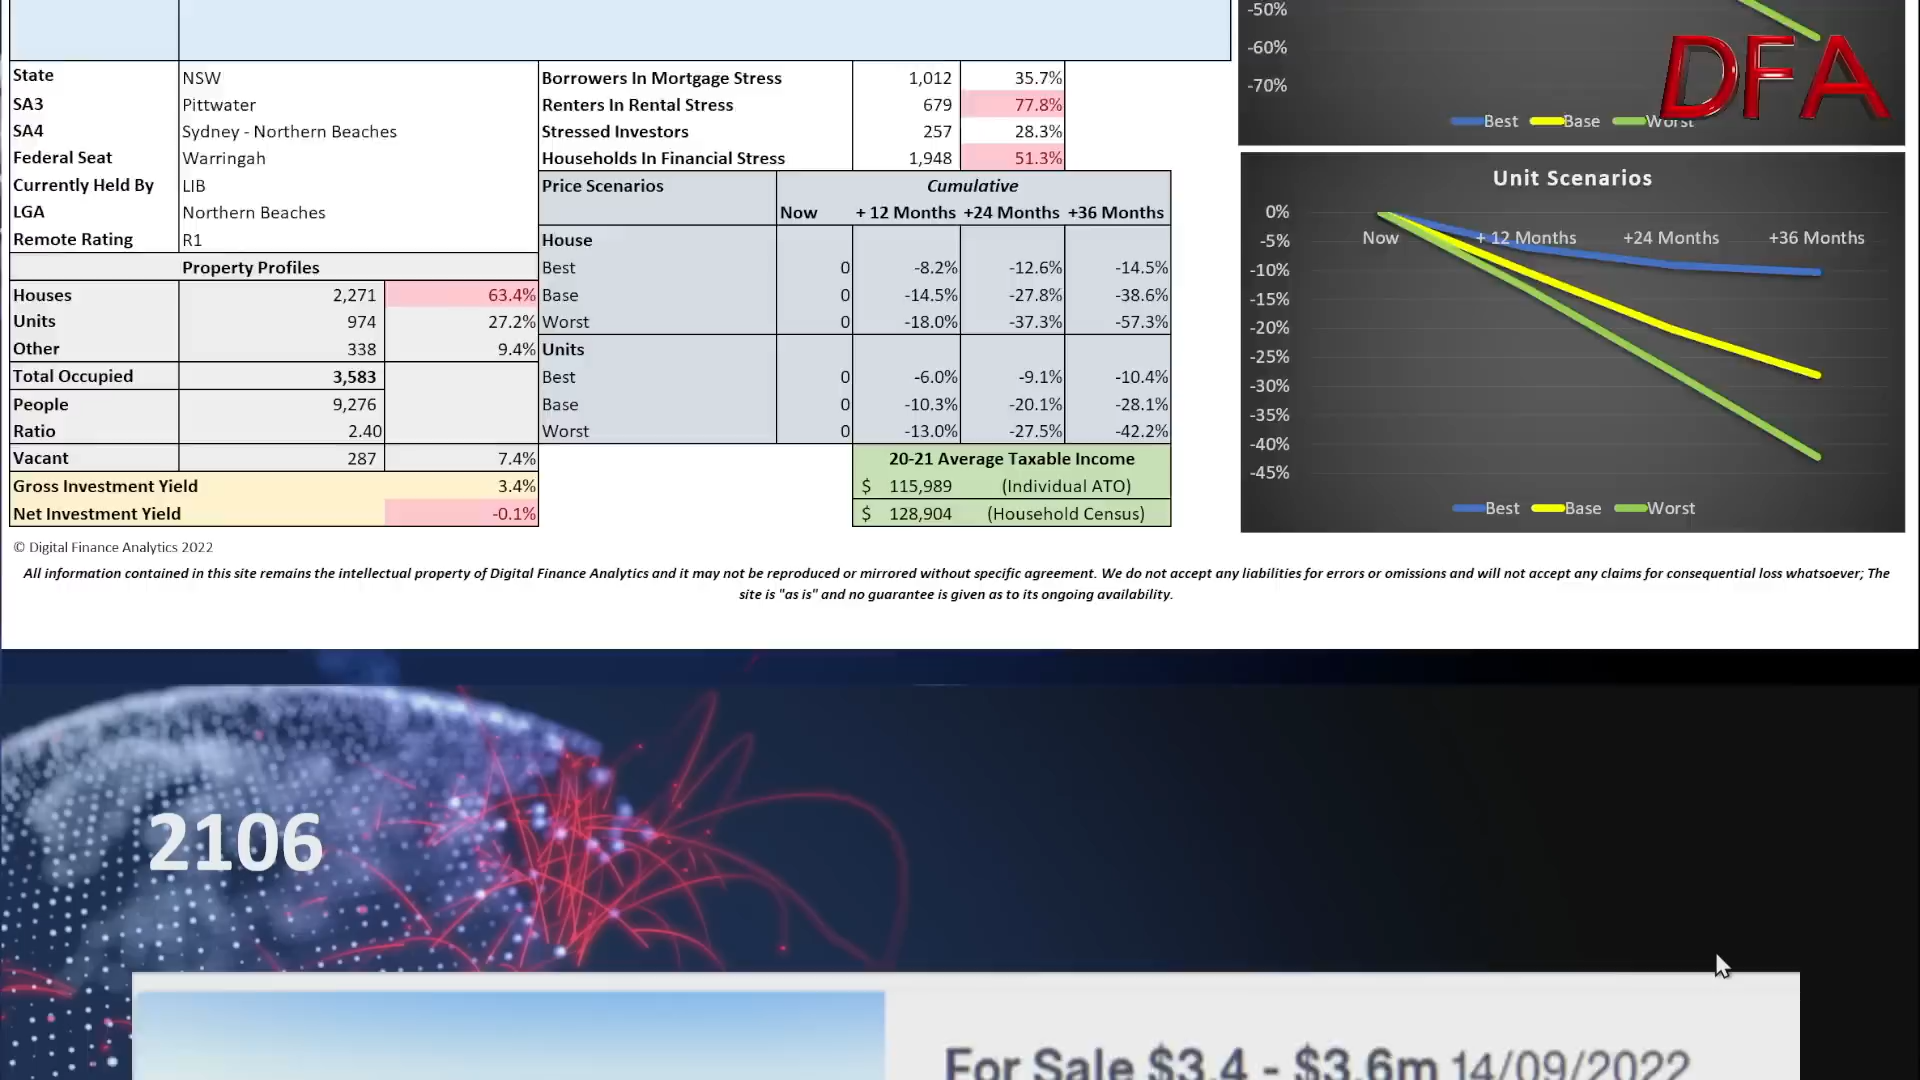 State NSW
SA3 Pittwater
SA4 Sydney - Northern Beaches
Federal Seat Warringah
Currently Held By LIB
LGA Northern Beaches
Remote Rating R1
Property Profiles
Houses 2,271 63.4%
Units 974 27.2%
Other 338 9.4%
Total Occupied 3,583
People 9,276
Ratio 2.40
Vacant 287 7.4%
Gross Investment Yield 3.4%
Net Investment Yield -0.1%
Borrowers In Mortgage Stress 1,012 35.7%
Renters In Rental Stress 679 77.8%
Stressed Investors 257 28.3%
Households In Financial Stress 1,948 51.3%
Price Scenarios Cumulative
Now + 12 Months +24 Months +36 Months
House
Best 0 -8.2% -12.6% -14.5%
Base 0 -14.5% -27.8% -38.6%
Worst 0 -18.0% -37.3% -57.3%
Units
Best 0 -6.0% -9.1% -10.4%
Base 0 -10.3% -20.1% -28.1%
Worst 0 -13.0% -27.5% -42.2%
20-21 Average Taxable Income
$ 115,989 (Individual ATO)
$ 128,904 (Household Census)
-50%
-60%
-70%
DFA
Best Base Worst
Unit Scenarios
0%
Now + 12 Months +24 Months +36 Months
-5%
-10%
-15%
-20%
-25%
-30%
-35%
-40%
-45%
Best Base Worst
© Digital Finance Analytics 2022
All information contained in this site remains the intellectual property of Digital Finance Analytics and it may not be reproduced or mirrored without specific agreement. We do not accept any liabilities for errors or omissions and will not accept any claims for consequential loss whatsoever; The
site is "as is" and no guarantee is given as to its ongoing availability.
2106
For Sale $3.4 - $3.6m 14/09/2022